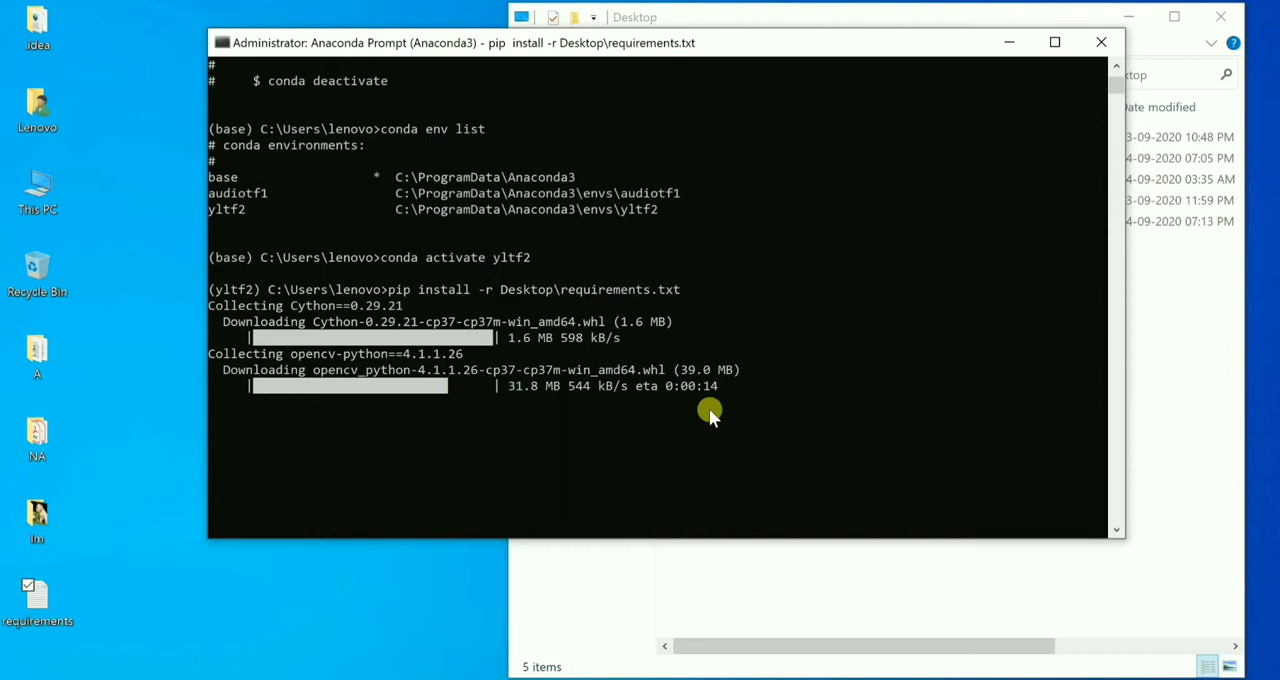 .idea
Lenovo
This PC
Recycle Bin
A
NA
Im
requirements
Desktop
Administrator: Anaconda Prompt (Anaconda3) - pip install -r Desktop\requirements.txt
#
# $ conda deactivate
(base) C:\Users\lenovo>conda env list
# conda environments:
#
base * C:\ProgramData\Anaconda3
audiotf1 C:\ProgramData\Anaconda3\envs\audiotf1
yltf2 C:\ProgramData\Anaconda3\envs\yltf2
(base) C:\Users\lenovo>conda activate yltf2
(yltf2) C:\Users\lenovo>pip install -r Desktop\requirements.txt
Collecting Cython==0.29.21
Downloading Cython-0.29.21-cp37-cp37m-win_amd64.whl (1.6 MB)
| | 1.6 MB 598 kB/s
Collecting opencv-python==4.1.1.26
Downloading opencv_python-4.1.1.26-cp37-cp37m-win_amd64.whl (39.0 MB)
| | 31.8 MB 544 kB/s eta 0:00:14
ktop
Date modified
3-09-2020 10:48 PM
4-09-2020 07:05 PM
4-09-2020 03:35 AM
3-09-2020 11:59 PM
4-09-2020 07:13 PM
5 items